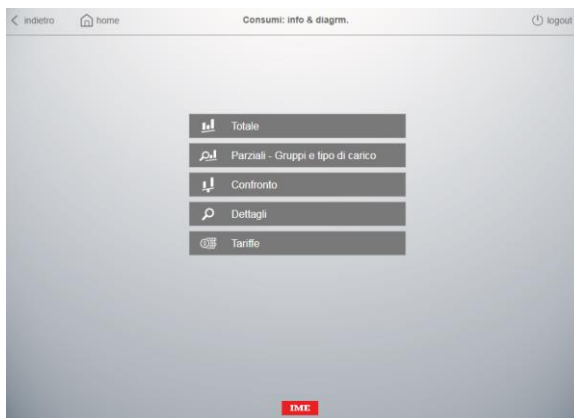 indietro home Consumi: info & diagrm. logout
Totale
Parziali - Gruppi e tipo di carico
Confronto
Dettagli
Tariffe
IME